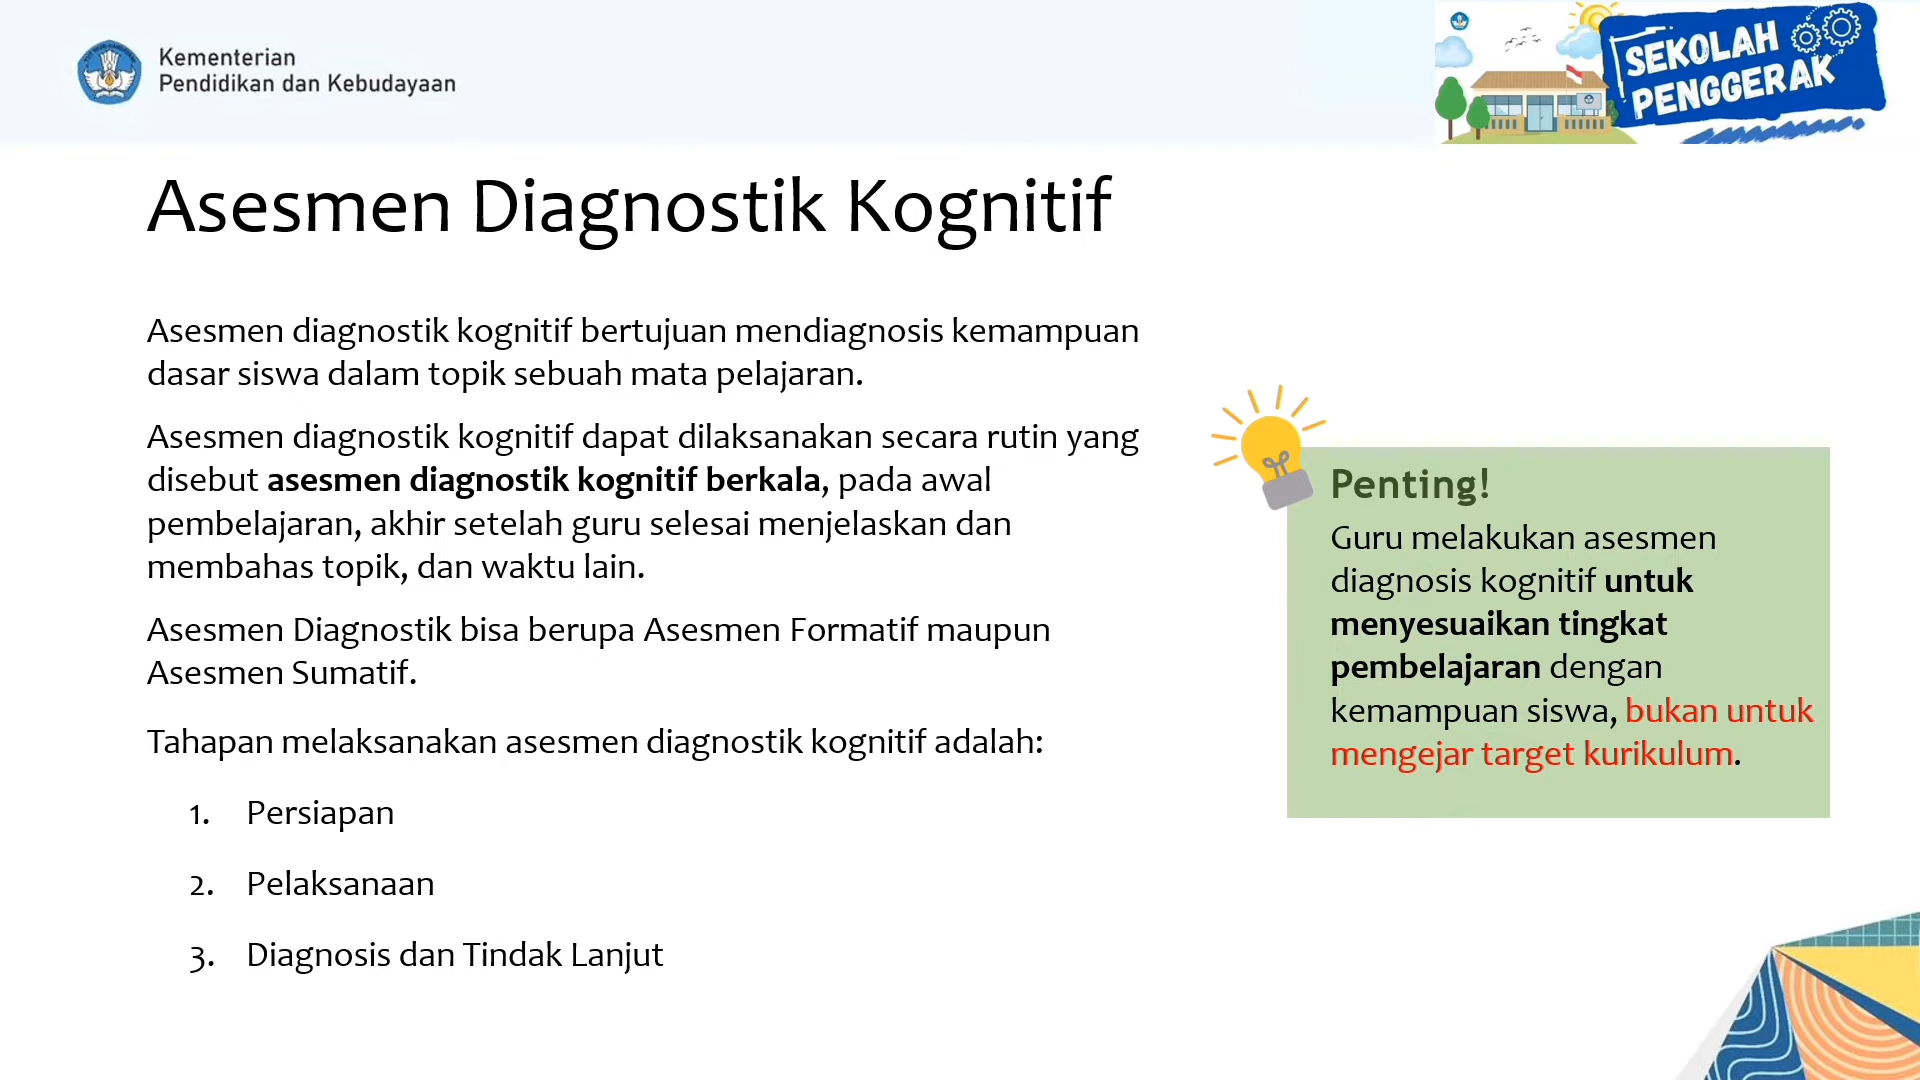 Kementerian
Pendidikan dan Kebudayaan
SEKOLAH
PENGGERAK
Asesmen Diagnostik Kognitif
Asesmen diagnostik kognitif bertujuan mendiagnosis kemampuan
dasar siswa dalam topik sebuah mata pelajaran.
Asesmen diagnostik kognitif dapat dilaksanakan secara rutin yang
disebut asesmen diagnostik kognitif berkala, pada awal
pembelajaran, akhir setelah guru selesai menjelaskan dan
membahas topik, dan waktu lain.
Asesmen Diagnostik bisa berupa Asesmen Formatif maupun
Asesmen Sumatif.
Tahapan melaksanakan asesmen diagnostik kognitif adalah:
1. Persiapan
2. Pelaksanaan
3. Diagnosis dan Tindak Lanjut
Penting!
Guru melakukan asesmen
diagnosis kognitif untuk
menyesuaikan tingkat
pembelajaran dengan
kemampuan siswa, bukan untuk
mengejar target kurikulum.